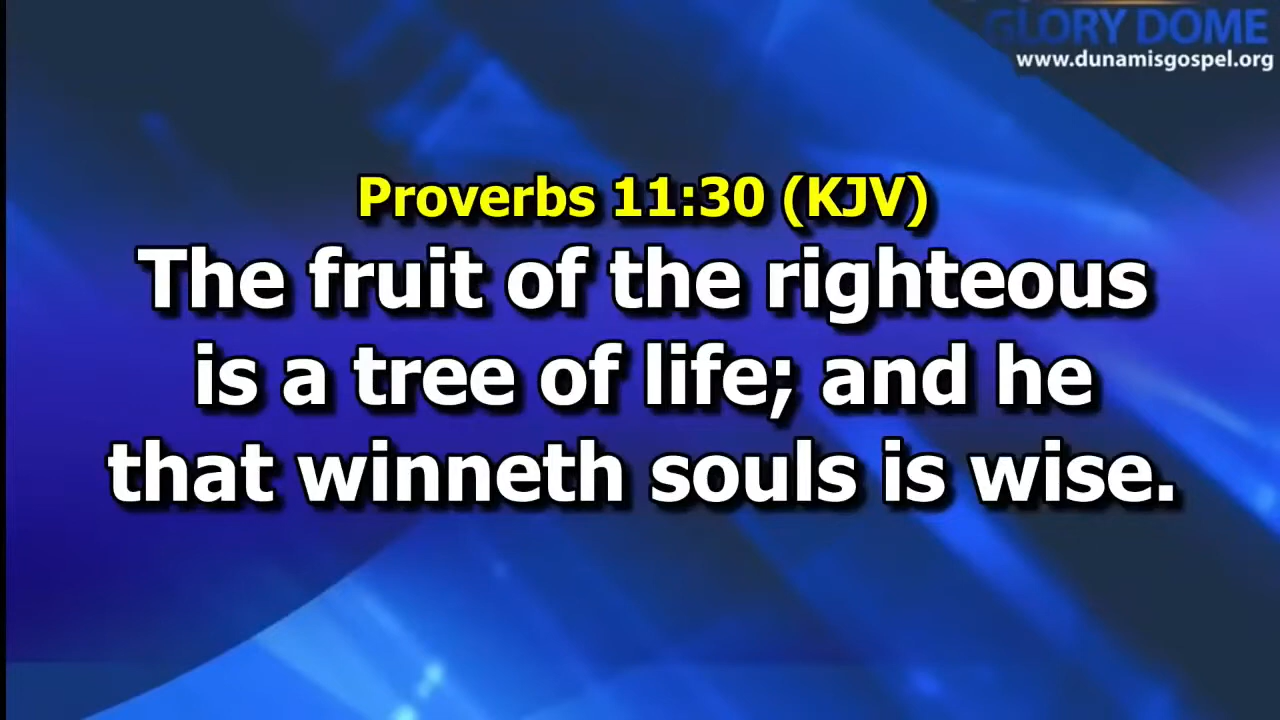 GLORY DOME
www.dunamisgospel.org
Proverbs 11:30 (KJV)
The fruit of the righteous
is a tree of life; and he
that winneth souls is wise.